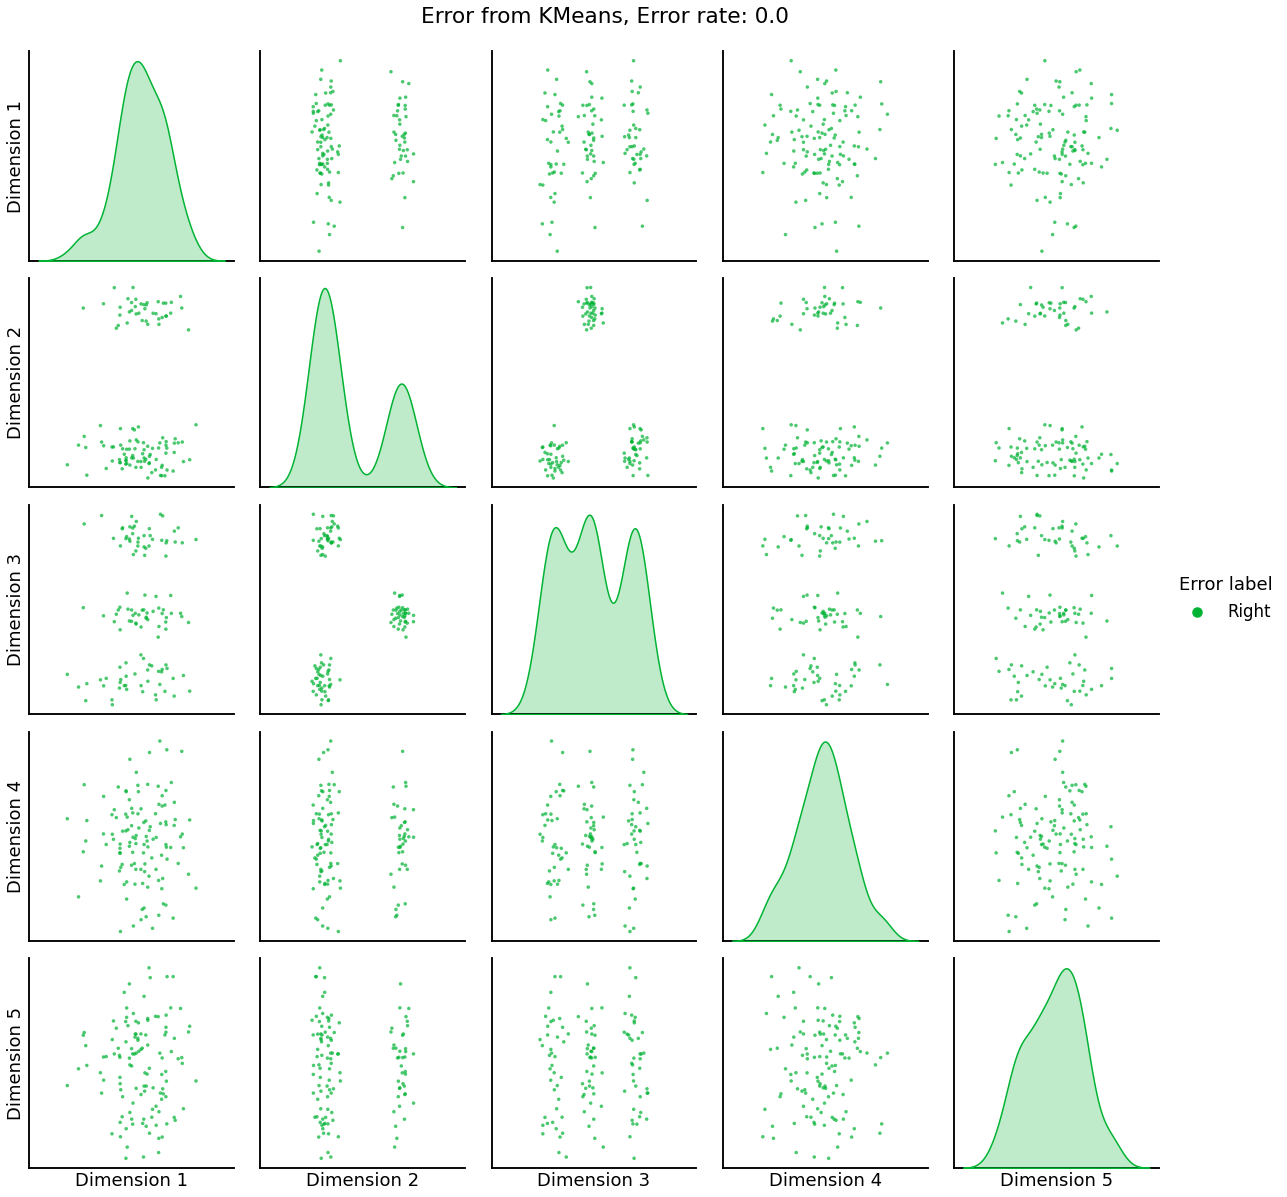 Error from KMeans, Error rate: 0.0
Dimension 1
Dimension 2
Dimension 3
Dimension 4
Dimension 5
Error label
Right
Dimension 1
Dimension 2
Dimension 3
Dimension 4
Dimension 5